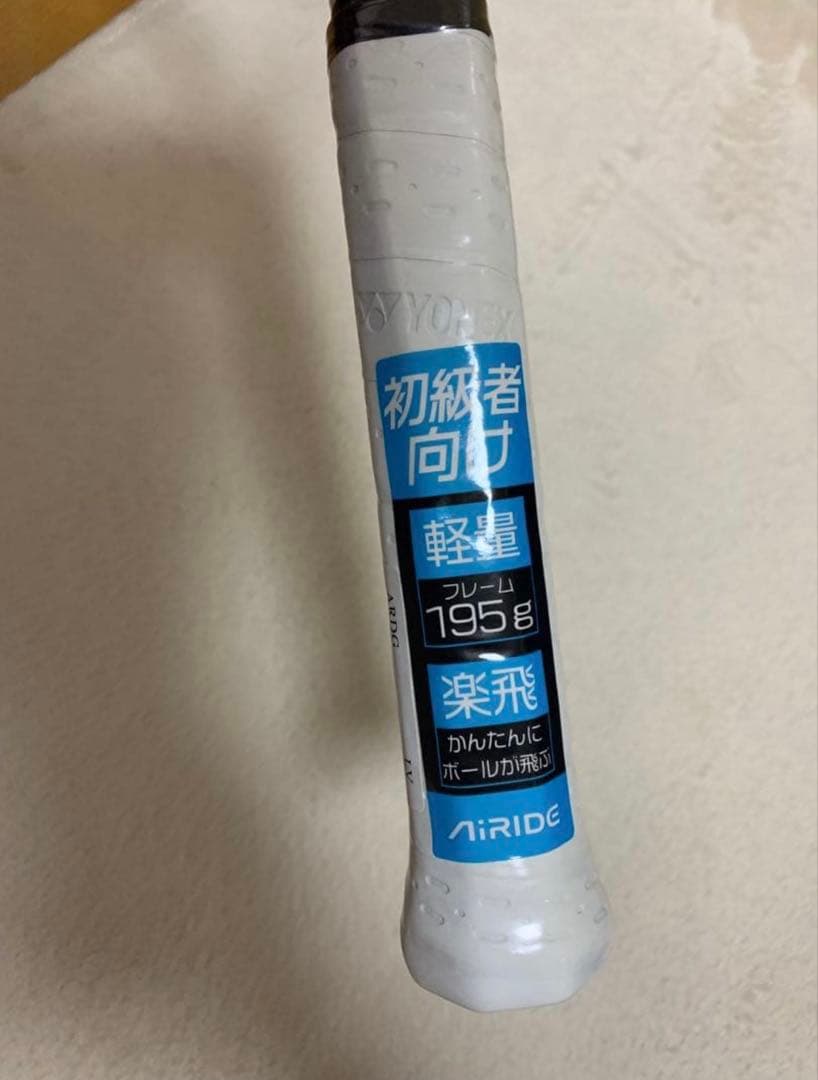 YONEX
初級者
向け
軽量
フレーム
195g
楽飛
かんたんに
ボールが飛ぶ
AiRIDE
ARDG